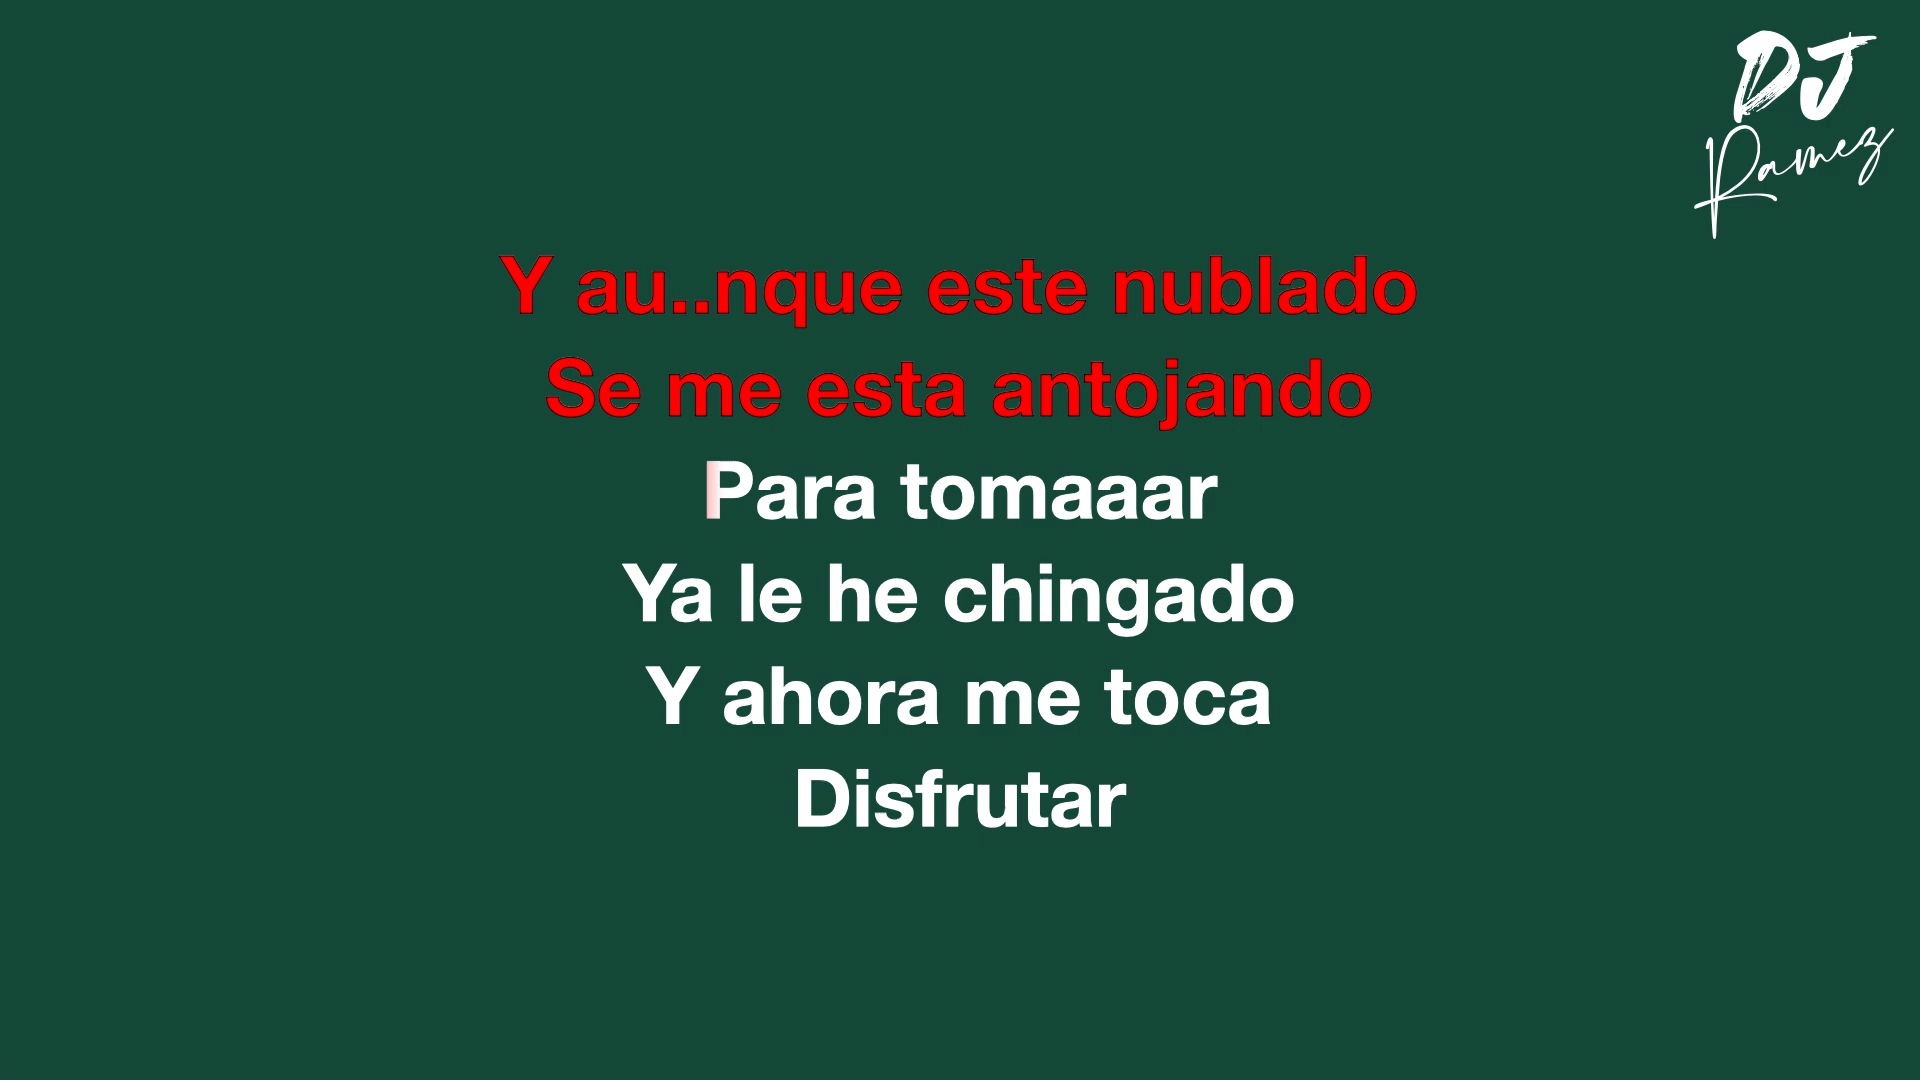 DJ
Ramez
Y au..nque este nublado
Se me esta antojando
Para tomaaar
Ya le he chingado
Y ahora me toca
Disfrutar